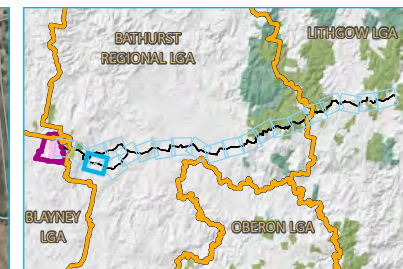 BATHURST
REGIONAL LGA
LITHGOW LGA
BLAYNEY
LGA
OBERON LGA